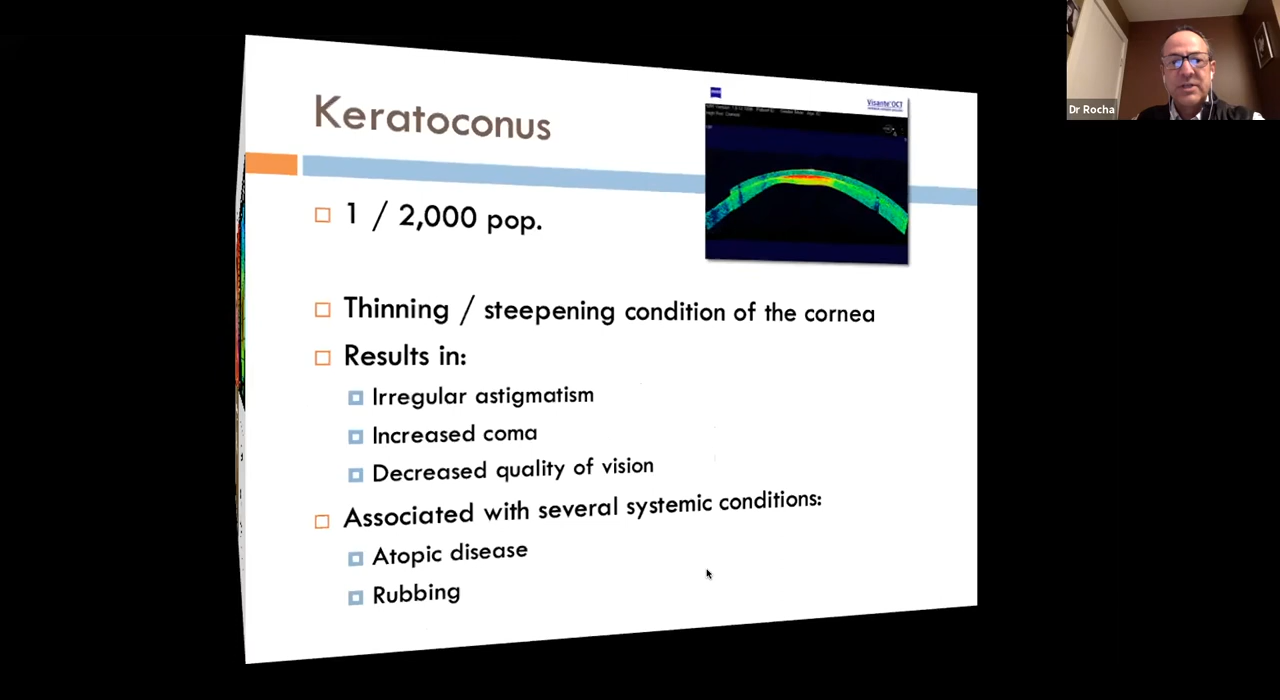 Keratoconus
Visante OCT
1 / 2,000 pop.
Thinning / steepening condition of the cornea
Results in:
Irregular astigmatism
Increased coma
Decreased quality of vision
Associated with several systemic conditions:
Atopic disease
Rubbing
Dr Rocha